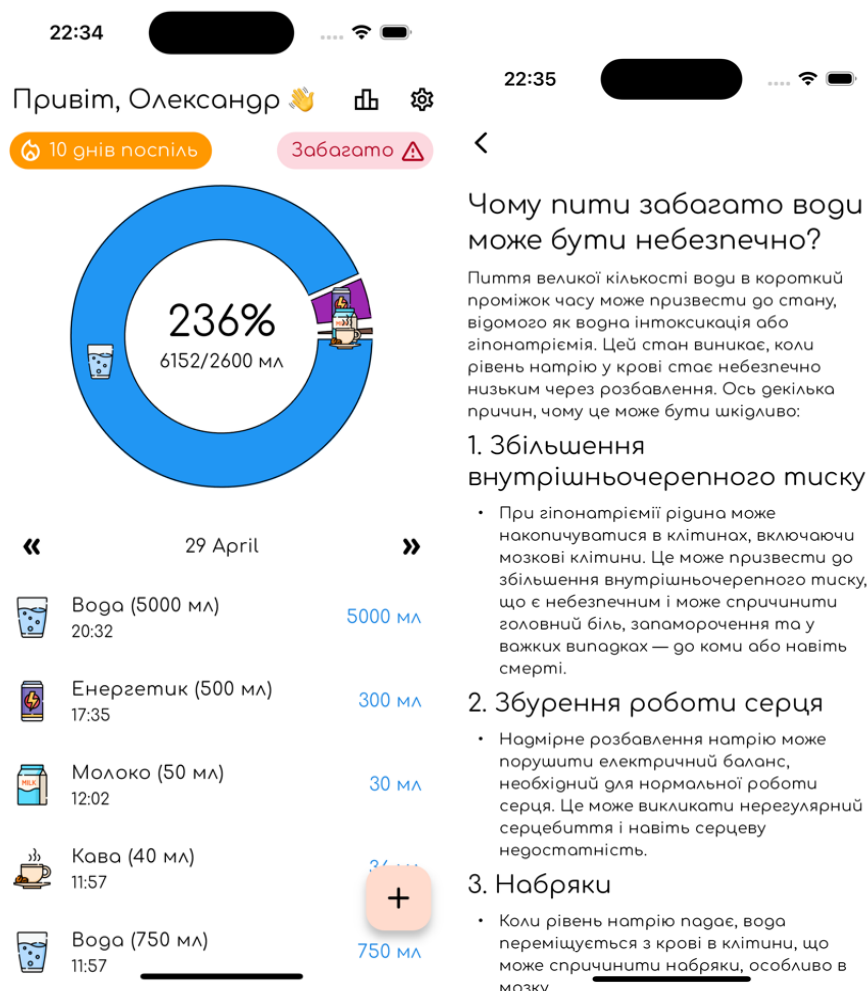 22:34
Привіт, Олександр 👋
10 днів поспіль
Забагато
236%
6152/2600 мл
29 April
Вода (5000 мл)
20:32
5000 мл
Енергетик (500 мл)
17:35
300 мл
MILK
Молоко (50 мл)
12:02
30 мл
Кава (40 мл)
11:57
Вода (750 мл)
11:57
750 мл
22:35
Чому пити забагато води
може бути небезпечно?
Пиття великої кількості води в короткий
проміжок часу може призвести до стану,
відомого як водна інтоксикація або
гіпонатріємія. Цей стан виникає, коли
рівень натрію у крові стає небезпечно
низьким через розбавлення. Ось декілька
причин, чому це може бути шкідливо:
1. Збільшення
внутрішньочерепного тиску
• При гіпонатріємії рідина може
накопичуватися в клітинах, включаючи
мозкові клітини. Це може призвести до
збільшення внутрішньочерепного тиску,
що є небезпечним і може спричинити
головний біль, запаморочення та у
важких випадках — до коми або навіть
смерті.
2. Збурення роботи серця
• Надмірне розбавлення натрію може
порушити електричний баланс,
необхідний для нормальної роботи
серця. Це може викликати нерегулярний
серцебиття і навіть серцеву
недостатність.
3. Набряки
• Коли рівень натрію падає, вода
переміщується з крові в клітини, що
може спричинити набряки, особливо в
мозку